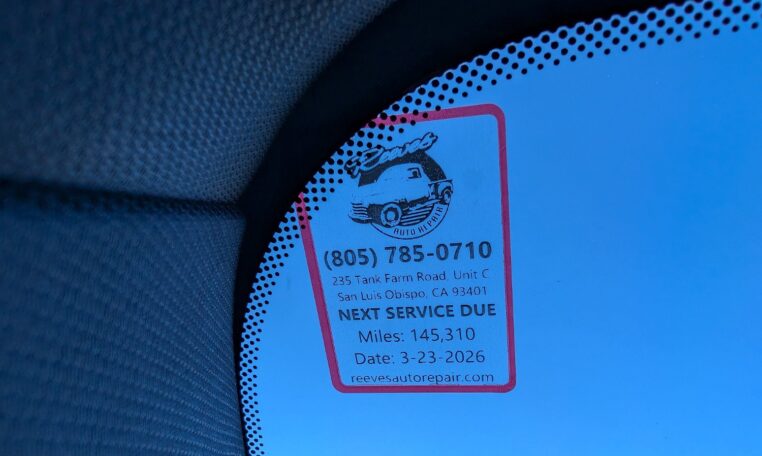 Reeves
AUTO REPAIR
(805) 785-0710
235 Tank Farm Road, Unit C
San Luis Obispo, CA 93401
NEXT SERVICE DUE
Miles: 145,310
Date: 3-23-2026
reevesautorepair.com